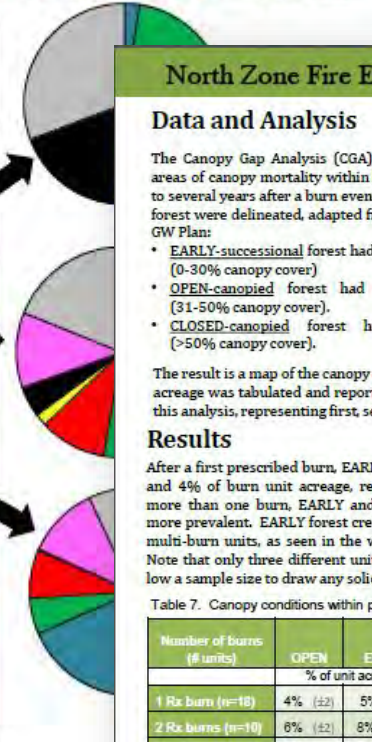 North Zone Fire E
Data and Analysis
The Canopy Gap Analysis (CGA)
areas of canopy mortality within
to several years after a burn even
forest were delineated, adapted f
GW Plan:
• EARLY-successional forest had
(0-30% canopy cover)
• OPEN-canopied forest had
(31-50% canopy cover).
• CLOSED-canopied forest h
(>50% canopy cover).
The result is a map of the canopy
acreage was tabulated and repor
this analysis, representing first, se
Results
After a first prescribed burn, EARL
and 4% of burn unit acreage, re
more than one burn, EARLY and
more prevalent. EARLY forest cre
multi-burn units, as seen in the w
Note that only three different uni
low a sample size to draw any soli
Table 7. Canopy conditions within p
Number of burns
(# units) OPEN E
% of unit acr
1 Rx burn (n=18) 4% (±2) 5%
2 Rx burns (n=10) 6% (±2) 8%